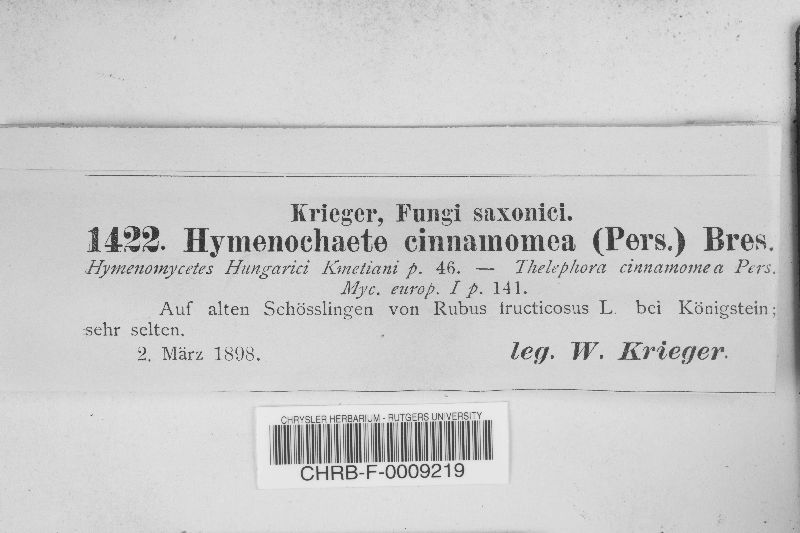 Krieger, Fungi saxonici.
1422. Hymenochaete cinnamomea (Pers.) Bres.
Hymenomycetes Hungarici Kmetiani p. 46. — Thelephora cinnamomea Pers.
Myc. europ. I p. 141.
Auf alten Schösslingen von Rubus fructicosus L. bei Königstein;
sehr selten.
2. März 1898. leg. W. Krieger.
CHRYSLER HERBARIUM - RUTGERS UNIVERSITY
CHRB-F-0009219